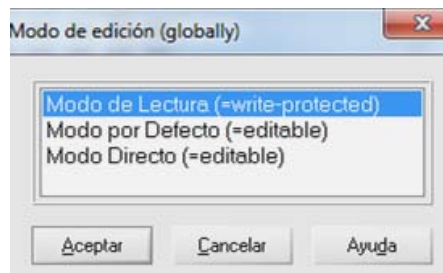 Modo de edición (globally)
Modo de Lectura (=write-protected)
Modo por Defecto (=editable)
Modo Directo (=editable)
Aceptar Cancelar Ayuda